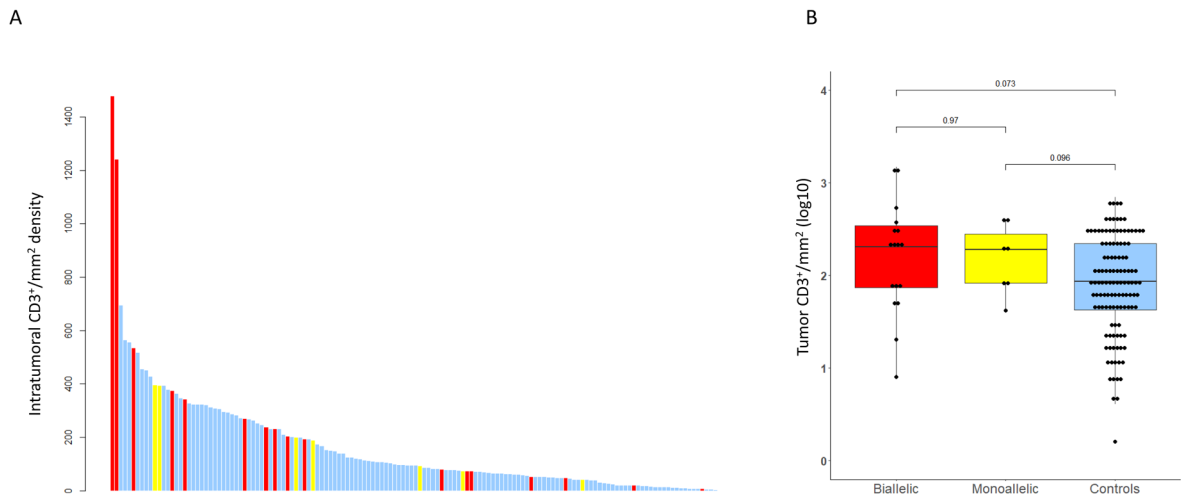 A
B
Intratumoral CD3⁺/mm² density
1400
1200
1000
800
600
400
200
0
Tumor CD3⁺/mm² (log10)
4
3
2
1
0
0.073
0.97
0.096
Biallelic
Monoallelic
Controls